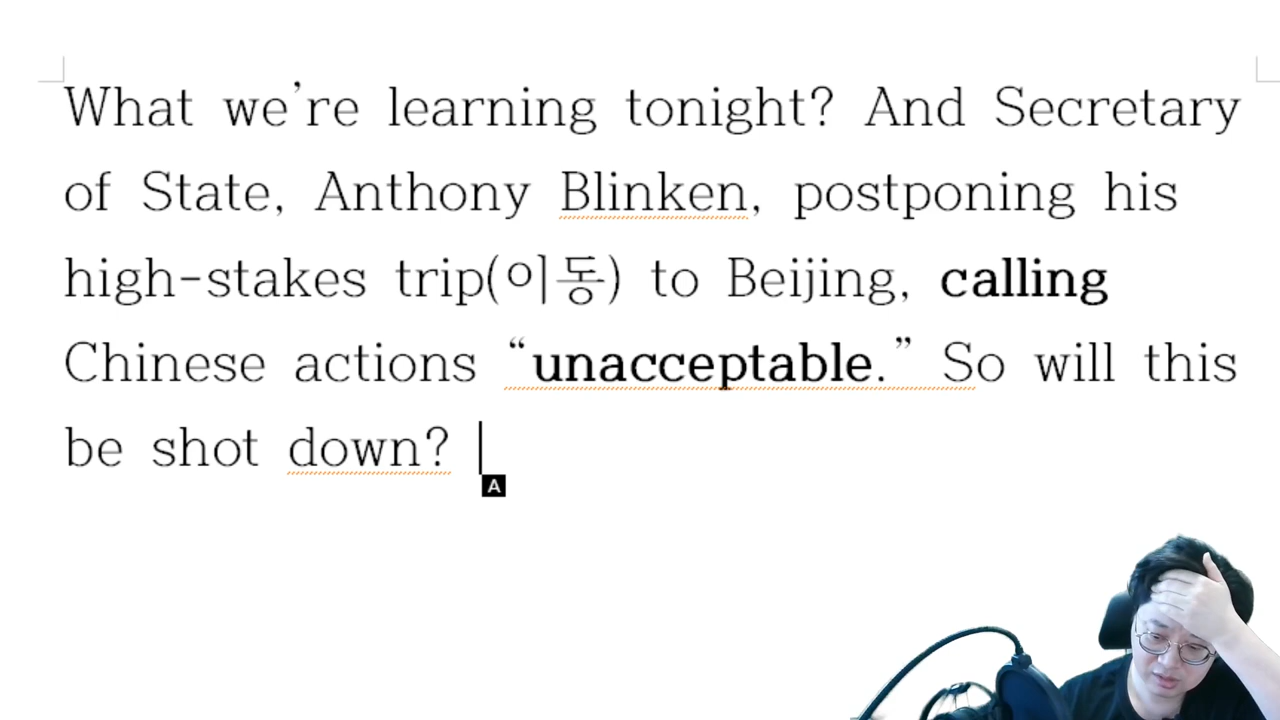 What we’re learning tonight? And Secretary
of State, Anthony Blinken, postponing his
high-stakes trip(이동) to Beijing, calling
Chinese actions “unacceptable.” So will this
be shot down?
A